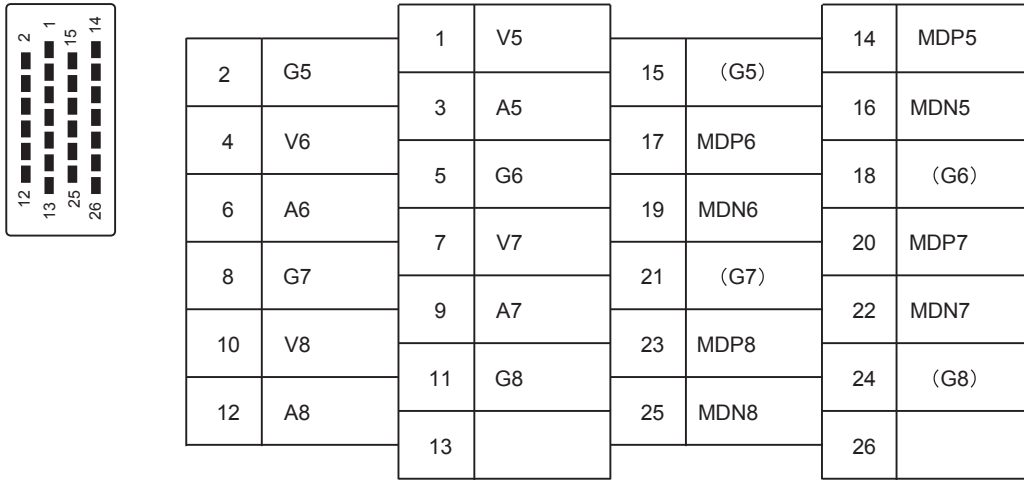 2 1 15 14
12 13 25 26
2 G5
4 V6
6 A6
8 G7
10 V8
12 A8
1 V5
3 A5
5 G6
7 V7
9 A7
11 G8
13
15 （G5）
17 MDP6
19 MDN6
21 （G7）
23 MDP8
25 MDN8
14 MDP5
16 MDN5
18 （G6）
20 MDP7
22 MDN7
24 （G8）
26